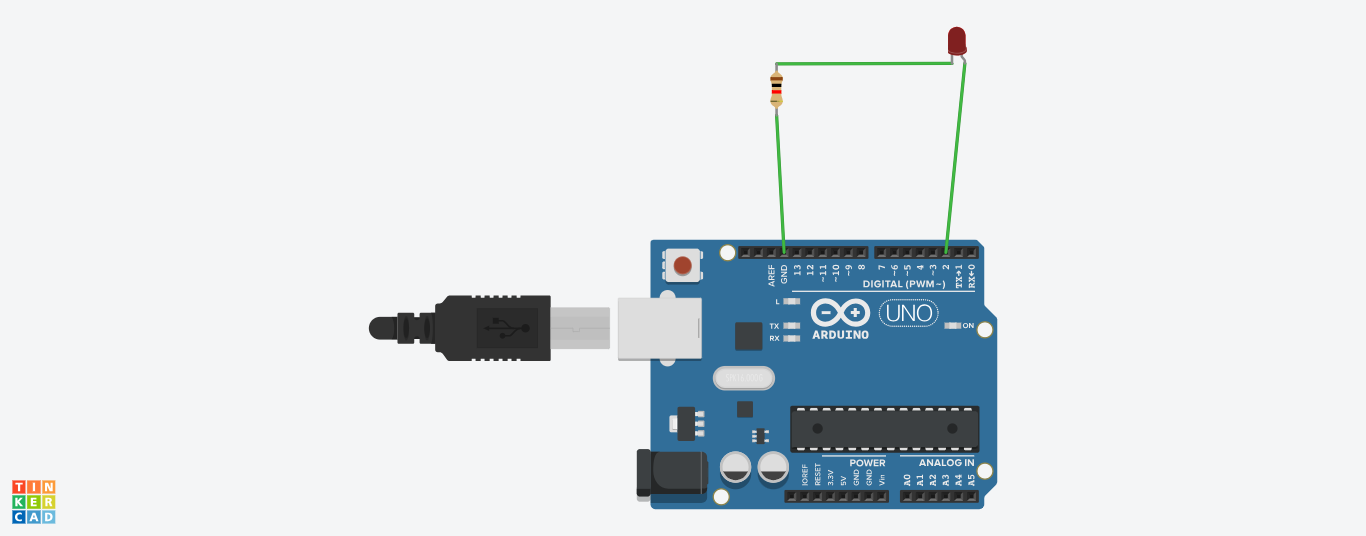 AREF
GND
13
12
~11
~10
~9
8
7
~6
~5
4
~3
2
TX→1
RX←0
DIGITAL (PWM~)
L
TX
RX
ARDUINO
UNO
ON
POWER
ANALOG IN
IOREF
RESET
3.3V
5V
GND
GND
Vin
A0
A1
A2
A3
A4
A5
TIN
KER
CAD